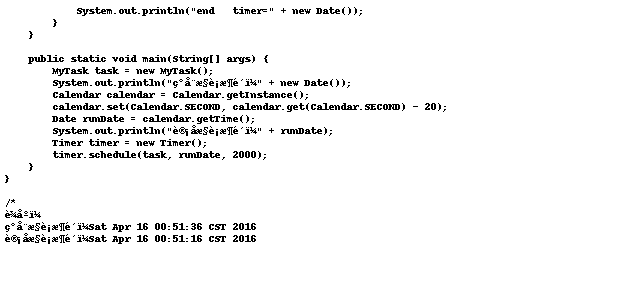 System.out.println("end   timer=" + new Date());
}
}
public static void main(String[] args) {
MyTask task = new MyTask();
System.out.println("ç°å¨æ§è¡æ¶é´ï¼" + new Date());
Calendar calendar = Calendar.getInstance();
calendar.set(Calendar.SECOND, calendar.get(Calendar.SECOND) - 20);
Date runDate = calendar.getTime();
System.out.println("è®¡åæ§è¡æ¶é´ï¼" + runDate);
Timer timer = new Timer();
timer.schedule(task, runDate, 2000);
}
}
/*
è¾åºï¼
ç°å¨æ§è¡æ¶é´ï¼Sat Apr 16 00:51:36 CST 2016
è®¡åæ§è¡æ¶é´ï¼Sat Apr 16 00:51:16 CST 2016